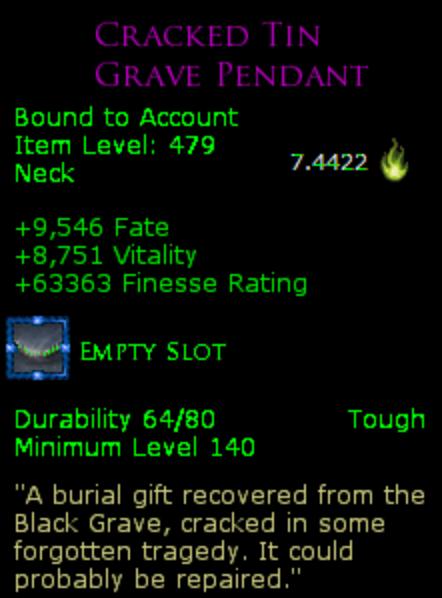 Cracked Tin
Grave Pendant
Bound to Account
Item Level: 479
7.4422
Neck
+9,546 Fate
+8,751 Vitality
+63363 Finesse Rating
Empty Slot
Durability 64/80 Tough
Minimum Level 140
"A burial gift recovered from the
Black Grave, cracked in some
forgotten tragedy. It could
probably be repaired."